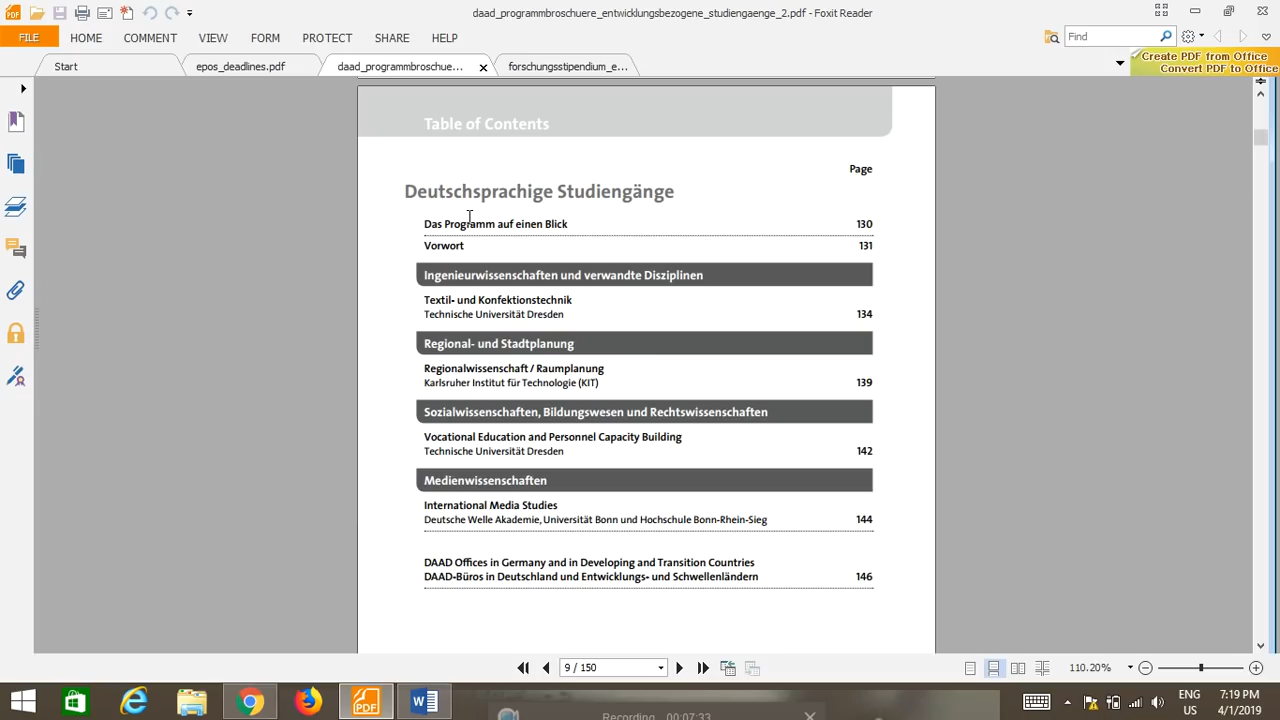 daad_programmbroschuere_entwicklungsbezogene_studiengaenge_2.pdf - Foxit Reader
FILE HOME COMMENT VIEW FORM PROTECT SHARE HELP Find
Start epos_deadlines.pdf daad_programmbroschue... forschungsstipendium_e...
Create PDF from Office
Convert PDF to Office
Table of Contents
Page
Deutschsprachige Studiengänge
Das Programm auf einen Blick 130
Vorwort 131
Ingenieurwissenschaften und verwandte Disziplinen
Textil- und Konfektionstechnik
Technische Universität Dresden 134
Regional- und Stadtplanung
Regionalwissenschaft / Raumplanung
Karlsruher Institut für Technologie (KIT) 139
Sozialwissenschaften, Bildungswesen und Rechtswissenschaften
Vocational Education and Personnel Capacity Building
Technische Universität Dresden 142
Medienwissenschaften
International Media Studies
Deutsche Welle Akademie, Universität Bonn und Hochschule Bonn-Rhein-Sieg 144
DAAD Offices in Germany and in Developing and Transition Countries
DAAD-Büros in Deutschland und Entwicklungs- und Schwellenländern 146
9 / 150 110.20%
ENG 7:19 PM
US 4/1/2019
Recording 00:07:33